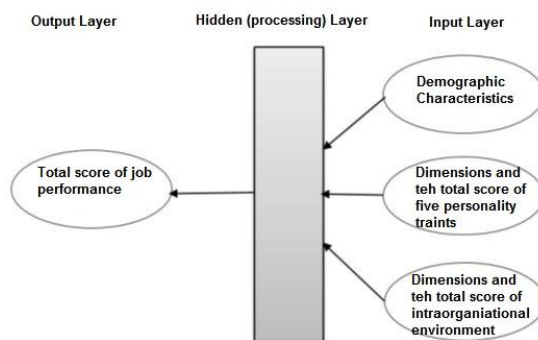 Output Layer
Hidden (processing) Layer
Input Layer
Demographic
Characteristics
Total score of job
performance
Dimensions and
teh total score of
five personality
traints
Dimensions and
teh total score of
intraorganiational
environment